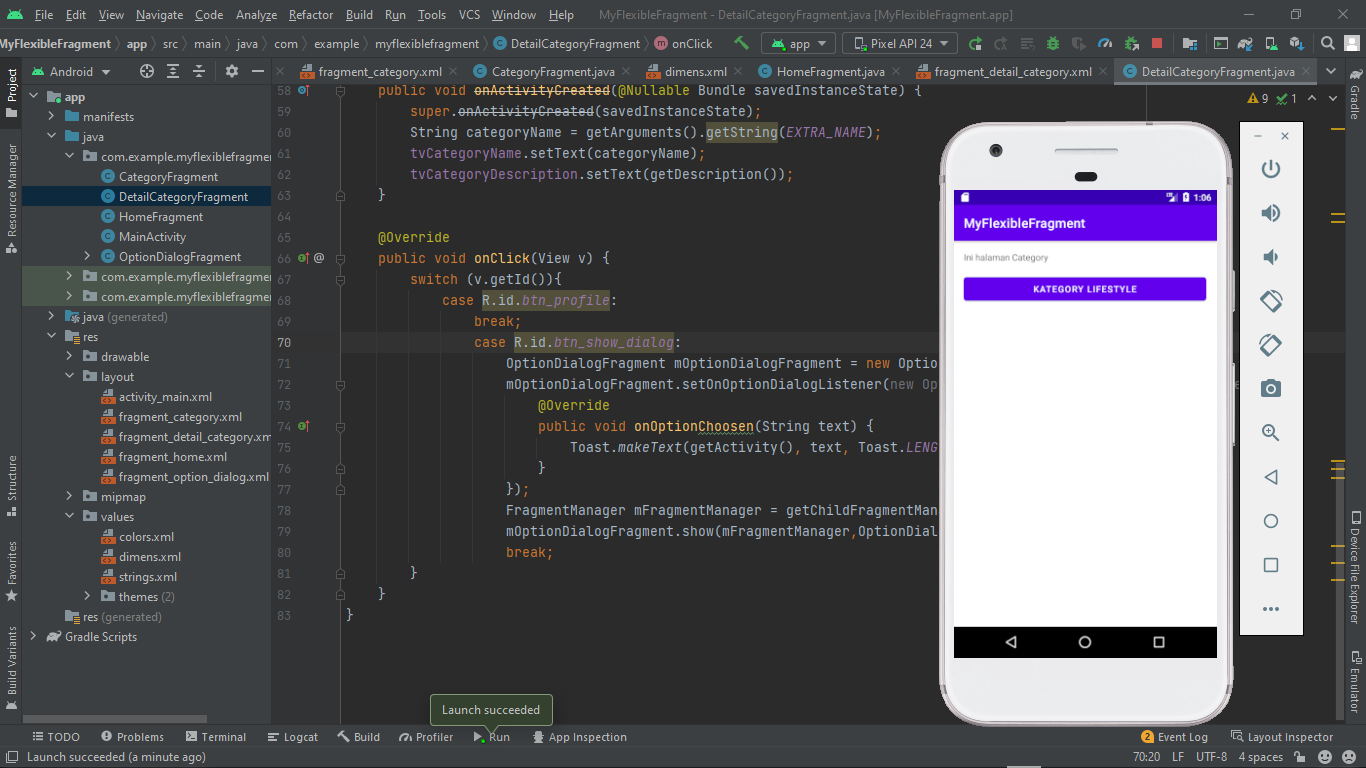 File Edit View Navigate Code Analyze Refactor Build Run Tools VCS Window Help MyFlexibleFragment - DetailCategoryFragment.java [MyFlexibleFragment.app]
MyFlexibleFragment app src main java com example myflexiblefragment DetailCategoryFragment onClick app Pixel API 24
Android fragment_category.xml CategoryFragment.java dimens.xml HomeFragment.java fragment_detail_category.xml DetailCategoryFragment.java
Project
Resource Manager
Structure
Favorites
Build Variants
app
manifests
java
com.example.myflexiblefragmen
CategoryFragment
DetailCategoryFragment
HomeFragment
MainActivity
OptionDialogFragment
com.example.myflexiblefragmen
com.example.myflexiblefragmen
java (generated)
res
drawable
layout
activity_main.xml
fragment_category.xml
fragment_detail_category.xm
fragment_home.xml
fragment_option_dialog.xml
mipmap
values
colors.xml
dimens.xml
strings.xml
themes (2)
res (generated)
Gradle Scripts
58 public void onActivityCreated(@Nullable Bundle savedInstanceState) {
59 super.onActivityCreated(savedInstanceState);
60 String categoryName = getArguments().getString(EXTRA_NAME);
61 tvCategoryName.setText(categoryName);
62 tvCategoryDescription.setText(getDescription());
63 }
64
65 @Override
66 @ public void onClick(View v) {
67 switch (v.getId()){
68 case R.id.btn_profile:
69 break;
70 case R.id.btn_show_dialog:
71 OptionDialogFragment mOptionDialogFragment = new Option
72 mOptionDialogFragment.setOnOptionDialogListener(new Op
73 @Override
74 public void onOptionChoosen(String text) {
75 Toast.makeText(getActivity(), text, Toast.LENG
76 }
77 });
78 FragmentManager mFragmentManager = getChildFragmentMan
79 mOptionDialogFragment.show(mFragmentManager,OptionDial
80 break;
81 }
82 }
83 }
9 1
1:06
MyFlexibleFragment
Ini halaman Category
KATEGORY LIFESTYLE
Gradle
Device File Explorer
Emulator
Launch succeeded
TODO Problems Terminal Logcat Build Profiler Run App Inspection 2 Event Log Layout Inspector
Launch succeeded (a minute ago) 70:20 LF UTF-8 4 spaces